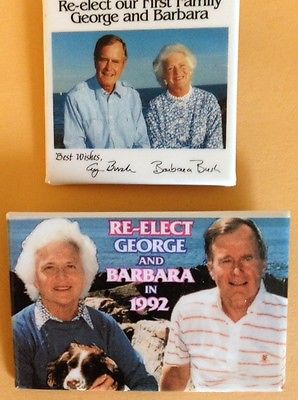 Re-elect our First Family
George and Barbara
Best Wishes,
Barbara Bush
RE-ELECT
GEORGE
AND
BARBARA
IN
1992